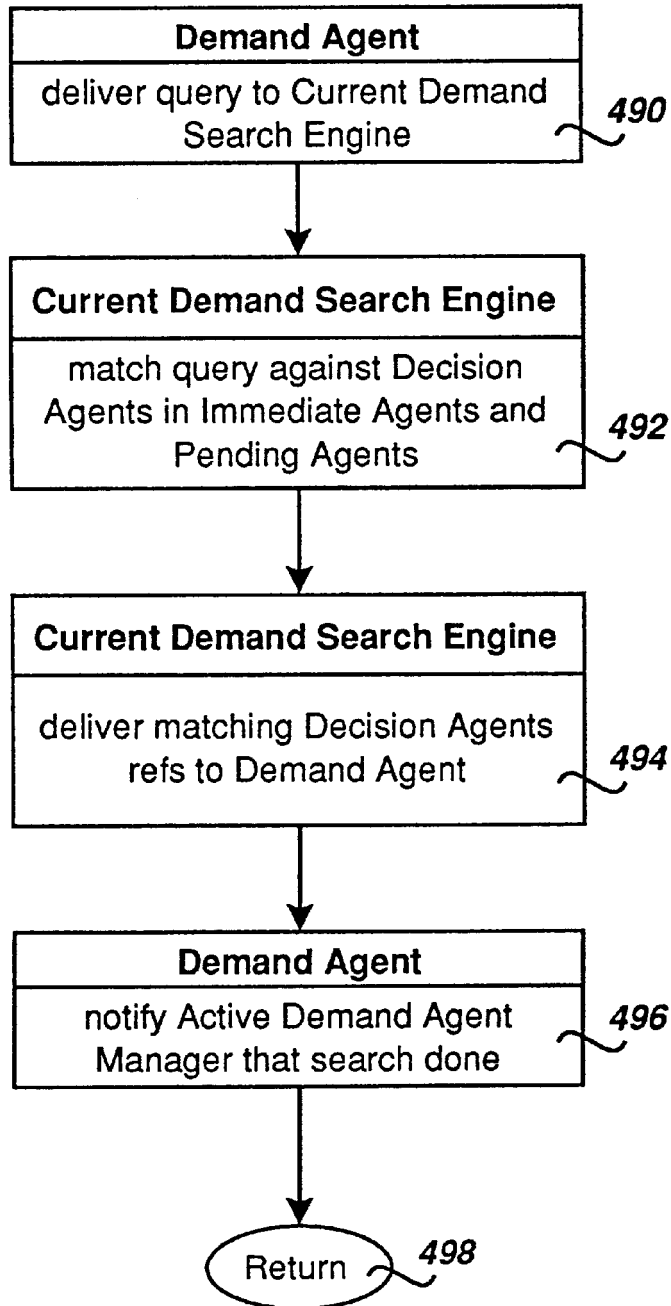 Demand Agent
deliver query to Current Demand
Search Engine
490
Current Demand Search Engine
match query against Decision
Agents in Immediate Agents and
Pending Agents
492
Current Demand Search Engine
deliver matching Decision Agents
refs to Demand Agent
494
Demand Agent
notify Active Demand Agent
Manager that search done
496
Return
498